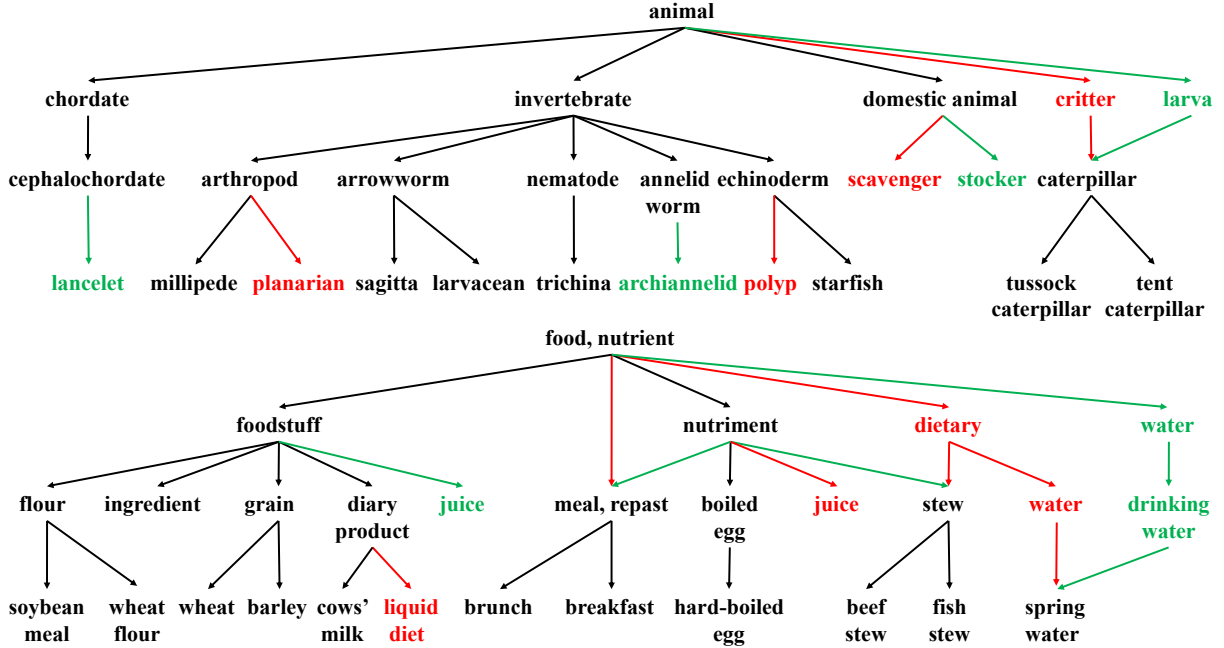 animal
chordate invertebrate domestic animal critter larva
cephalochordate arthropod arrowworm nematode annelid echinoderm scavenger stocker caterpillar
worm
lancelet millipede planarian sagitta larvacean trichina archiannelid polyp starfish tussock tent
caterpillar caterpillar
food, nutrient
foodstuff nutriment dietary water
flour ingredient grain diary juice meal, repast boiled juice stew water drinking
product egg water
soybean wheat wheat barley cows' liquid brunch breakfast hard-boiled beef fish spring
meal flour milk diet egg stew stew water